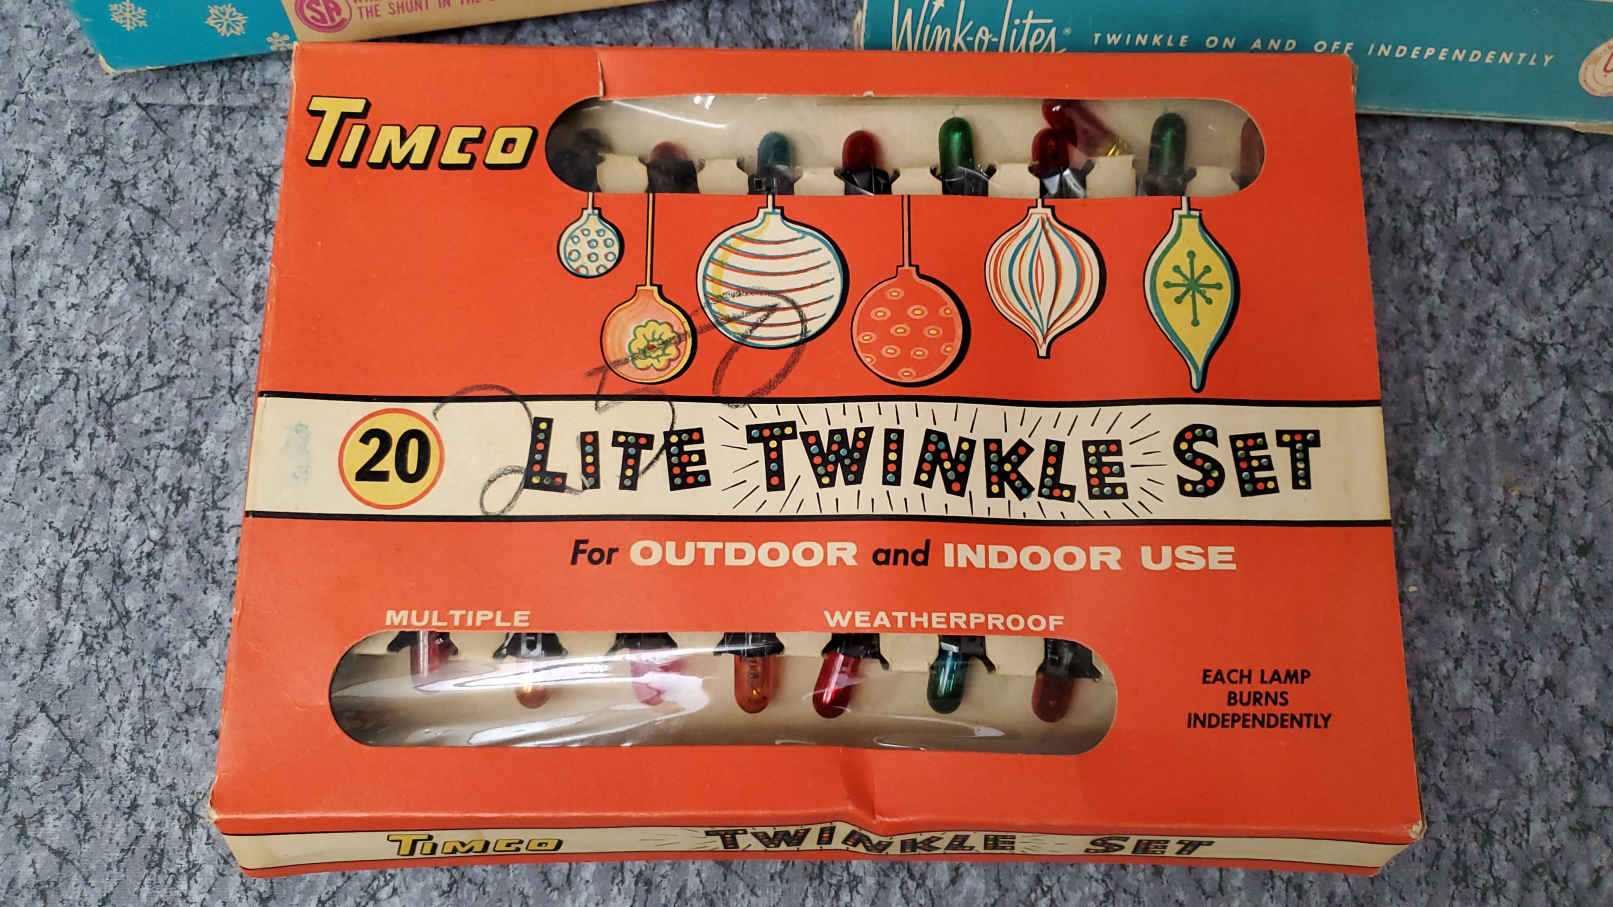 THE SHUNT IN THE
Wink-o-Lites® TWINKLE ON AND OFF INDEPENDENTLY
TIMCO
20 LITE TWINKLE SET
For OUTDOOR and INDOOR USE
MULTIPLE WEATHERPROOF
EACH LAMP
BURNS
INDEPENDENTLY
TIMCO TWINKLE SET